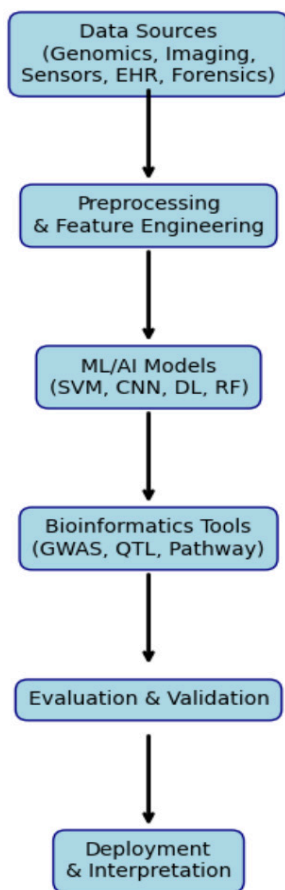 Data Sources
(Genomics, Imaging,
Sensors, EHR, Forensics)
Preprocessing
& Feature Engineering
ML/AI Models
(SVM, CNN, DL, RF)
Bioinformatics Tools
(GWAS, QTL, Pathway)
Evaluation & Validation
Deployment
& Interpretation